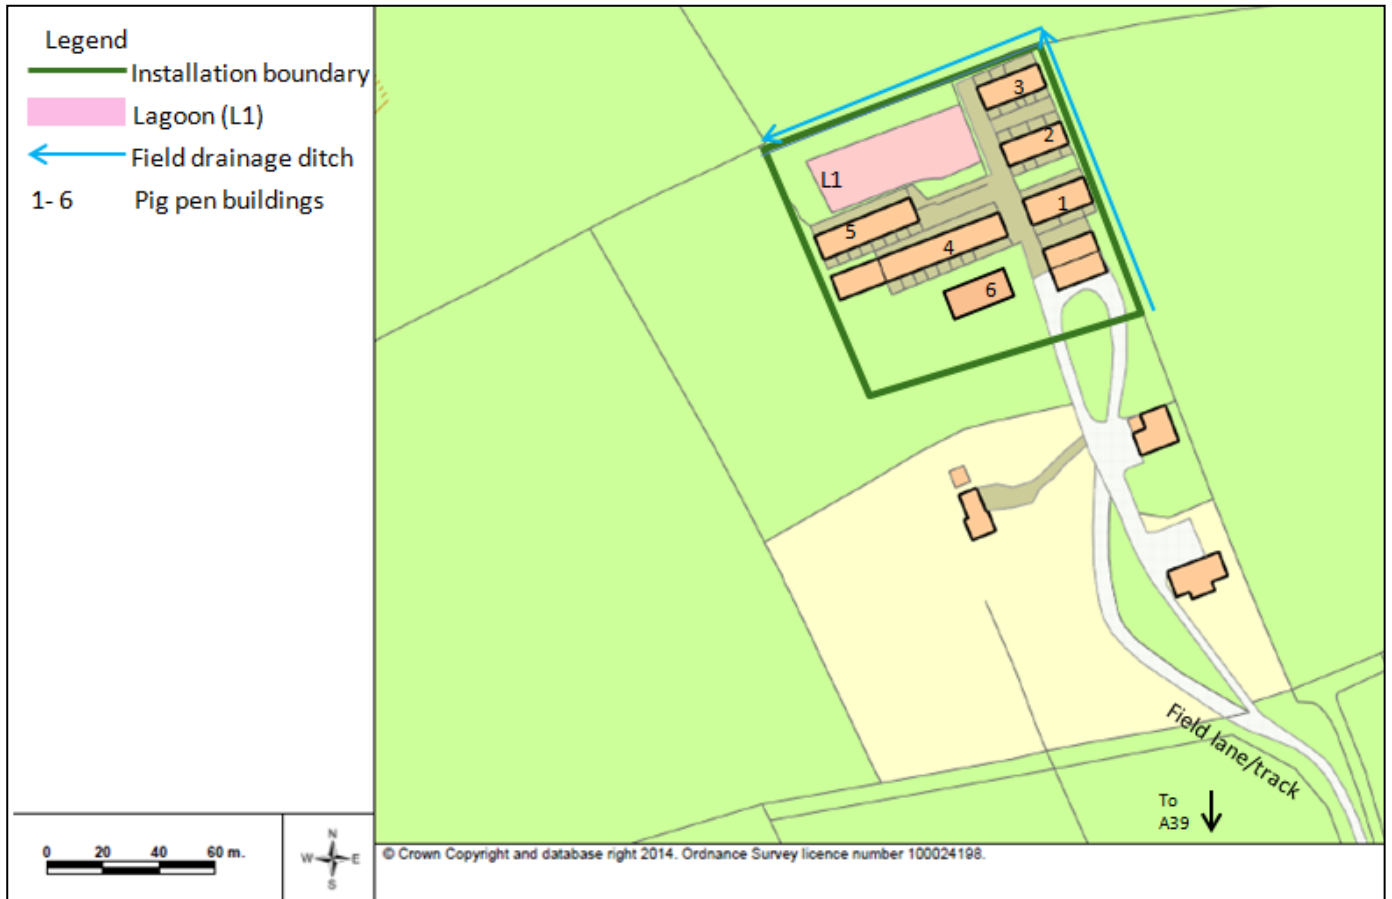 Legend
Installation boundary
Lagoon (L1)
Field drainage ditch
1- 6 Pig pen buildings
3
2
1
L1
5
4
6
Field lane/track
To
A39
0 20 40 60 m.
N
W E
S
© Crown Copyright and database right 2014. Ordnance Survey licence number 100024198.